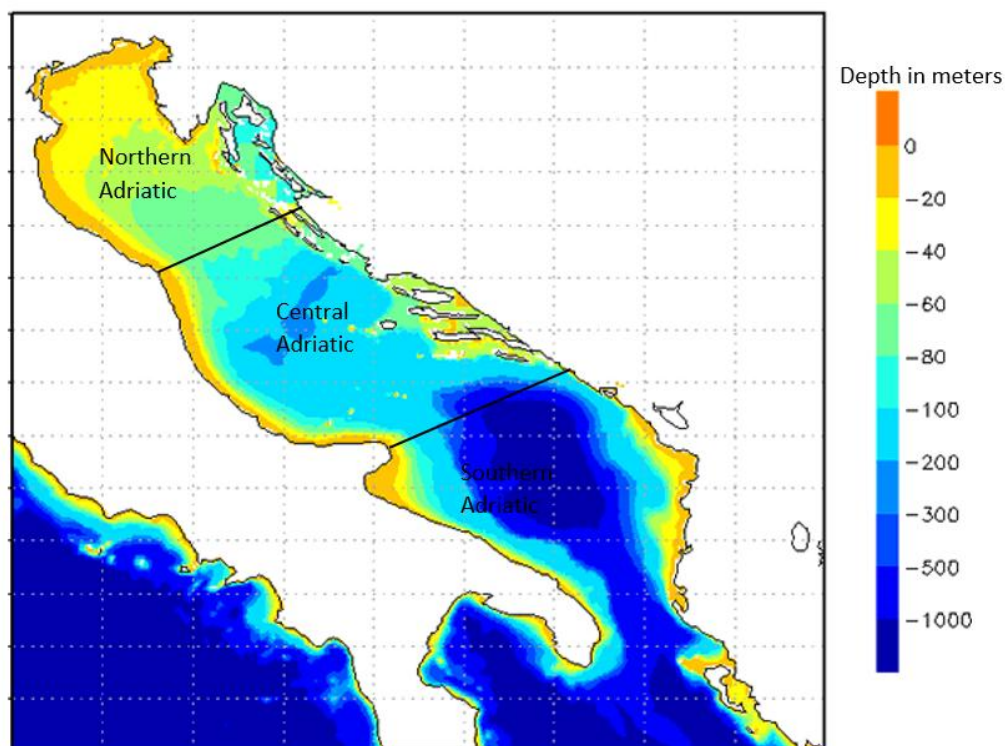 Depth in meters
0
−20
−40
−60
−80
−100
−200
−300
−500
−1000
Northern
Adriatic
Central
Adriatic
Southern
Adriatic